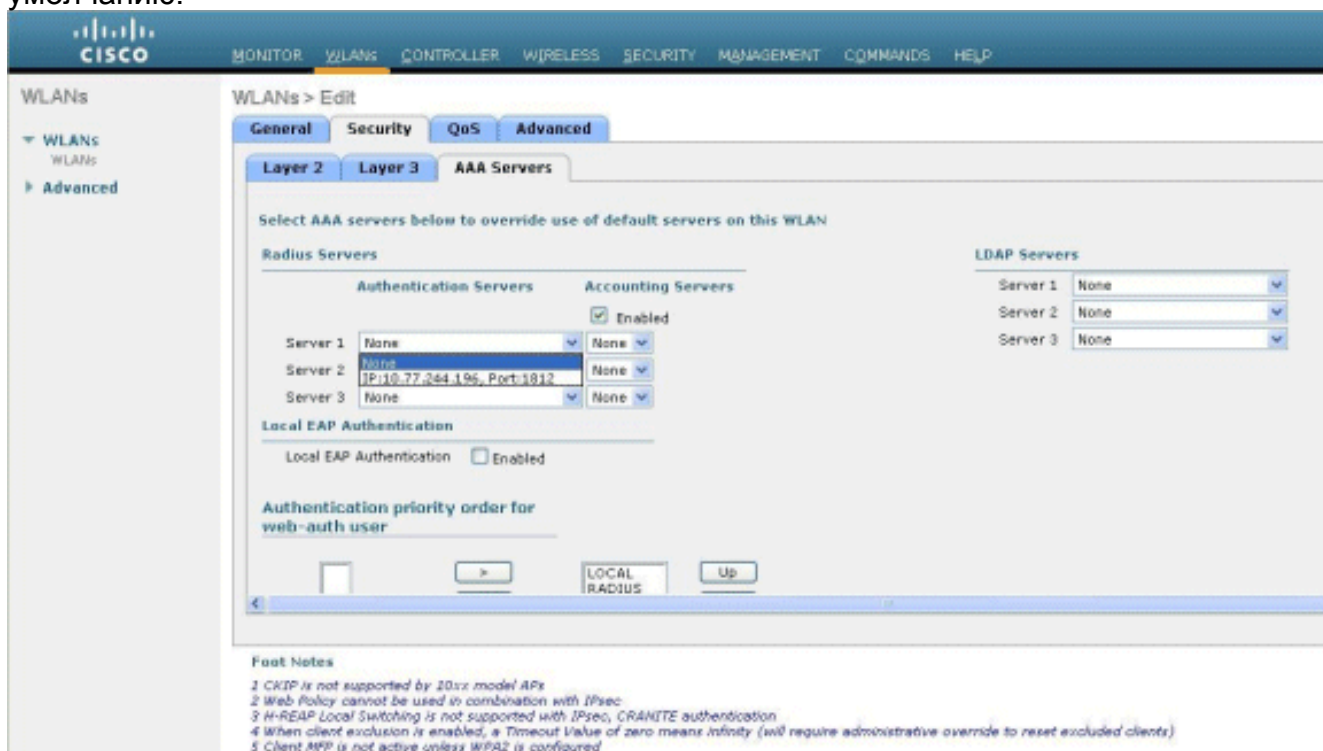 умолчанию.
CISCO
MONITOR WLANs CONTROLLER WIRELESS SECURITY MANAGEMENT COMMANDS HELP
WLANs
WLANs
WLANs
Advanced
WLANs > Edit
General Security QoS Advanced
Layer 2 Layer 3 AAA Servers
Select AAA servers below to override use of default servers on this WLAN
Radius Servers
LDAP Servers
Authentication Servers Accounting Servers
Enabled
Server 1 None None
None
IP:10.77.244.196, Port:1812
Server 2 None
Server 3 None None
Server 1 None
Server 2 None
Server 3 None
Local EAP Authentication
Local EAP Authentication Enabled
Authentication priority order for
web-auth user
>
LOCAL
RADIUS
Up
Foot Notes
1 CKIP is not supported by 10xx model APs
2 Web Policy cannot be used in combination with IPsec
3 H-REAP Local Switching is not supported with IPsec, CRANITE authentication
4 When client exclusion is enabled, a Timeout Value of zero means infinity (will require administrative override to reset excluded clients)
5 Client MFP is not active unless WPA2 is configured